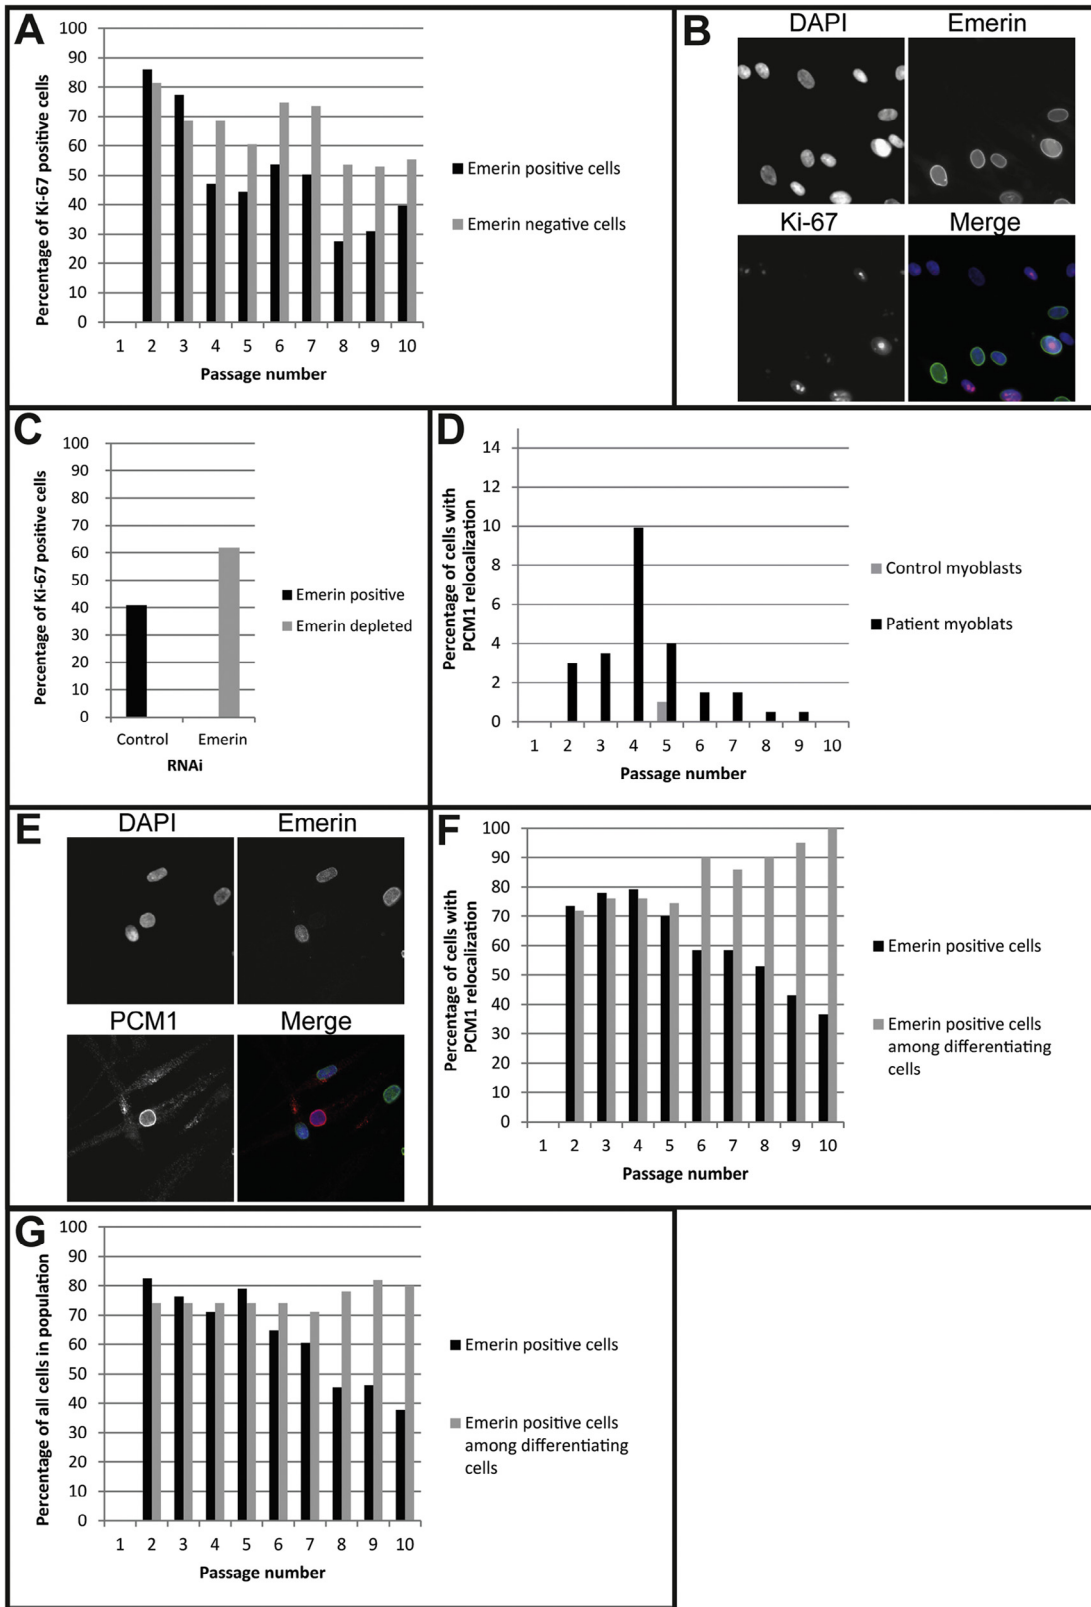 A
Percentage of Ki-67 positive cells
100
90
80
70
60
50
40
30
20
10
0
1 2 3 4 5 6 7 8 9 10
Passage number
Emerin positive cells
Emerin negative cells
B
DAPI Emerin
Ki-67 Merge
C
Percentage of Ki-67 positive cells
100
90
80
70
60
50
40
30
20
10
0
Control Emerin
RNAi
Emerin positive
Emerin depleted
D
Percentage of cells with
PCM1 relocalization
14
12
10
8
6
4
2
0
1 2 3 4 5 6 7 8 9 10
Passage number
Control myoblasts
Patient myoblats
E
DAPI Emerin
PCM1 Merge
F
Percentage of cells with
PCM1 relocalization
100
90
80
70
60
50
40
30
20
10
0
1 2 3 4 5 6 7 8 9 10
Passage number
Emerin positive cells
Emerin positive cells
among differentiating
cells
G
Percentage of all cells in population
100
90
80
70
60
50
40
30
20
10
0
1 2 3 4 5 6 7 8 9 10
Passage number
Emerin positive cells
Emerin positive cells
among differentiating
cells